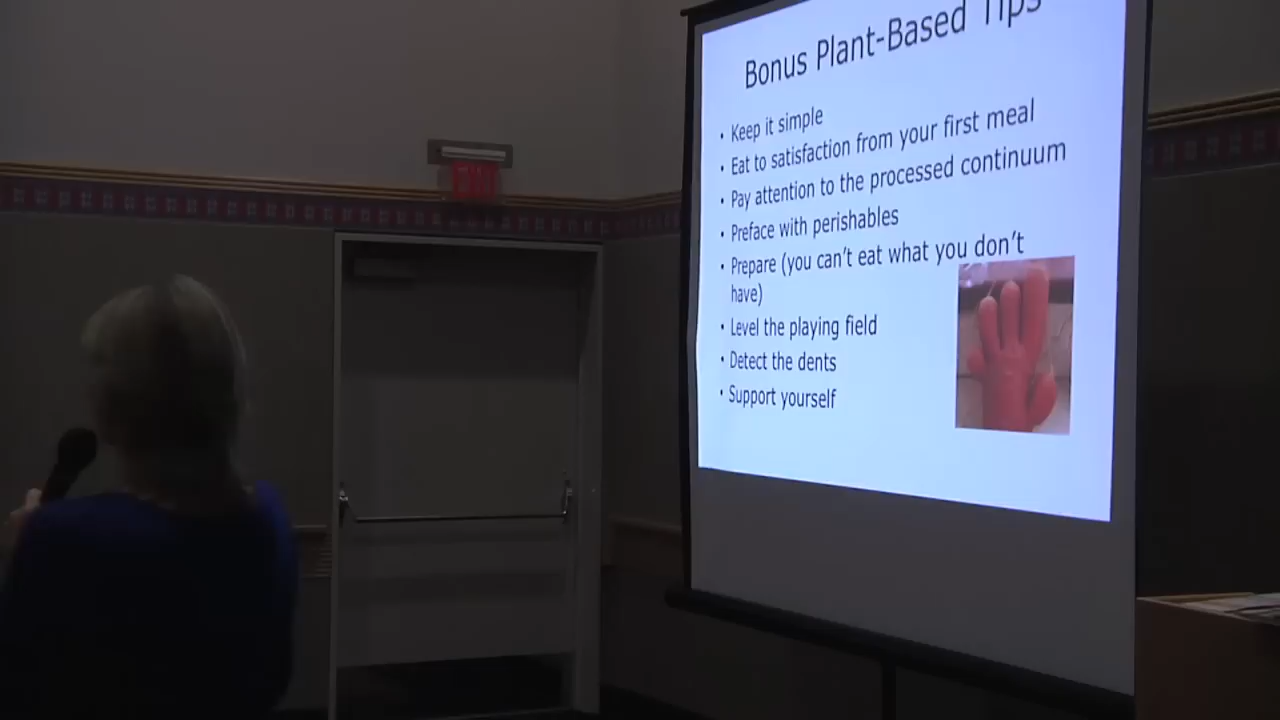 Bonus Plant-Based Tips
• Keep it simple
• Eat to satisfaction from your first meal
• Pay attention to the processed continuum
• Preface with perishables
• Prepare (you can't eat what you don't
have)
• Level the playing field
• Detect the dents
• Support yourself